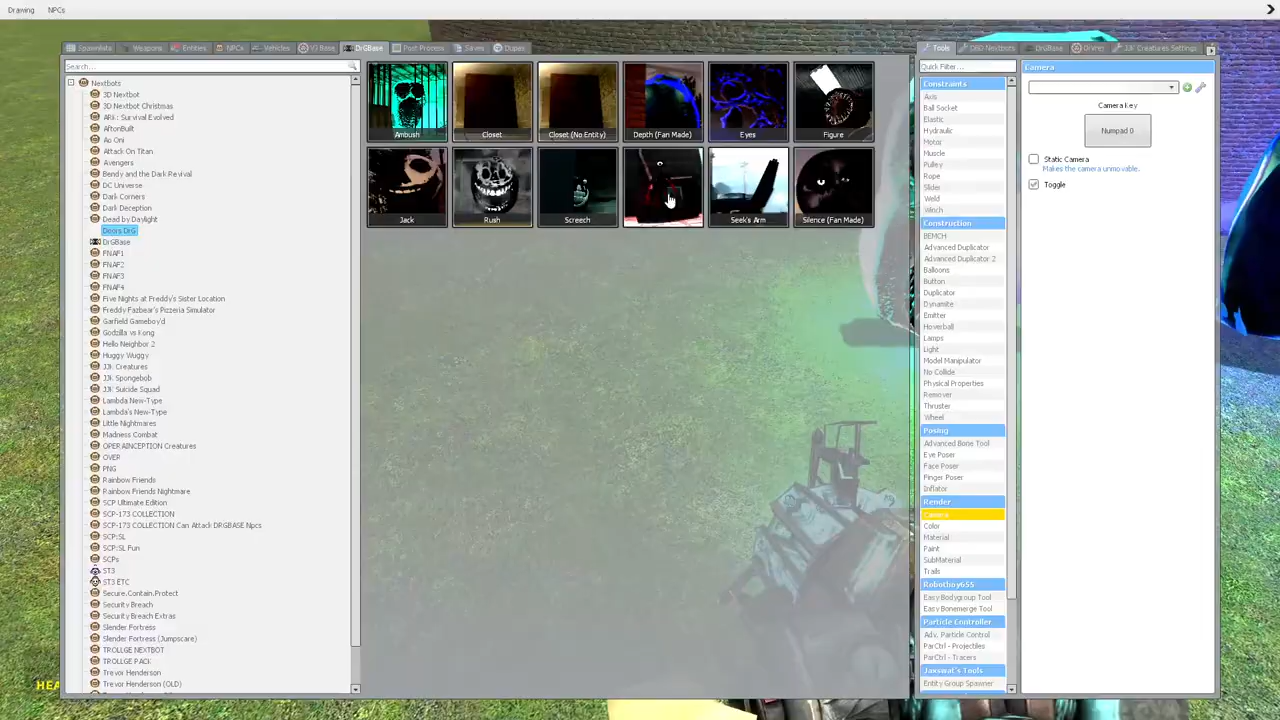 Drawing NPCs
Spawnlists Weapons Entities NPCs Vehicles VJ Base DrGBase Post Process Saves Dupes
Search...
Nextbots
3D Nextbot
3D Nextbot Christmas
ARK: Survival Evolved
AftonBuilt
Ao Oni
Attack On Titan
Avengers
Bendy and the Dark Revival
DC Universe
Dark Corners
Dark Deception
Dead by Daylight
Doors DrG
DrGBase
FNAF1
FNAF2
FNAF3
FNAF4
Five Nights at Freddy's Sister Location
Freddy Fazbear's Pizzeria Simulator
Garfield Gameboy'd
Godzilla vs Kong
Hello Neighbor 2
Huggy Wuggy
JJK Creatures
JJK Spongebob
JJK Suicide Squad
Lambda New-Type
Lambda's New-Type
Little Nightmares
Madness Combat
OPERAINCEPTION Creatures
OVER
PNG
Rainbow Friends
Rainbow Friends Nightmare
SCP Ultimate Edition
SCP-173 COLLECTION
SCP-173 COLLECTION Can Attack DRGBASE Npcs
SCP:SL
SCP:SL Fun
SCPs
ST3
ST3 ETC
Secure.Contain.Protect
Security Breach
Security Breach Extras
Slender Fortress
Slender Fortress (Jumpscare)
TROLLGE NEXTBOT
TROLLGE PACK
Trevor Henderson
Trevor Henderson (OLD)
Ambush Closet Closet (No Entity) Depth (Fan Made) Eyes Figure
Jack Rush Screech Seek's Arm Silence (Fan Made)
HEA
Tools DrGBase JJK Creatures Settings
Quick Filter...
Constraints
Axis
Ball Socket
Elastic
Hydraulic
Motor
Muscle
Pulley
Rope
Slider
Weld
Winch
Construction
BEMCH
Advanced Duplicator
Advanced Duplicator 2
Balloons
Button
Duplicator
Dynamite
Emitter
Hoverball
Lamps
Light
Model Manipulator
No Collide
Physical Properties
Remover
Thruster
Wheel
Posing
Advanced Bone Tool
Eye Poser
Face Poser
Finger Poser
Inflator
Render
Camera
Color
Material
Paint
SubMaterial
Trails
Robotboy655
Easy Bodygroup Tool
Easy Bonemerge Tool
Particle Controller
Adv. Particle Control
ParCtrl - Projectiles
ParCtrl - Tracers
Jaxswat's Tools
Entity Group Spawner
Camera
Camera Key
Numpad 0
Static Camera
Makes the camera unmovable.
Toggle